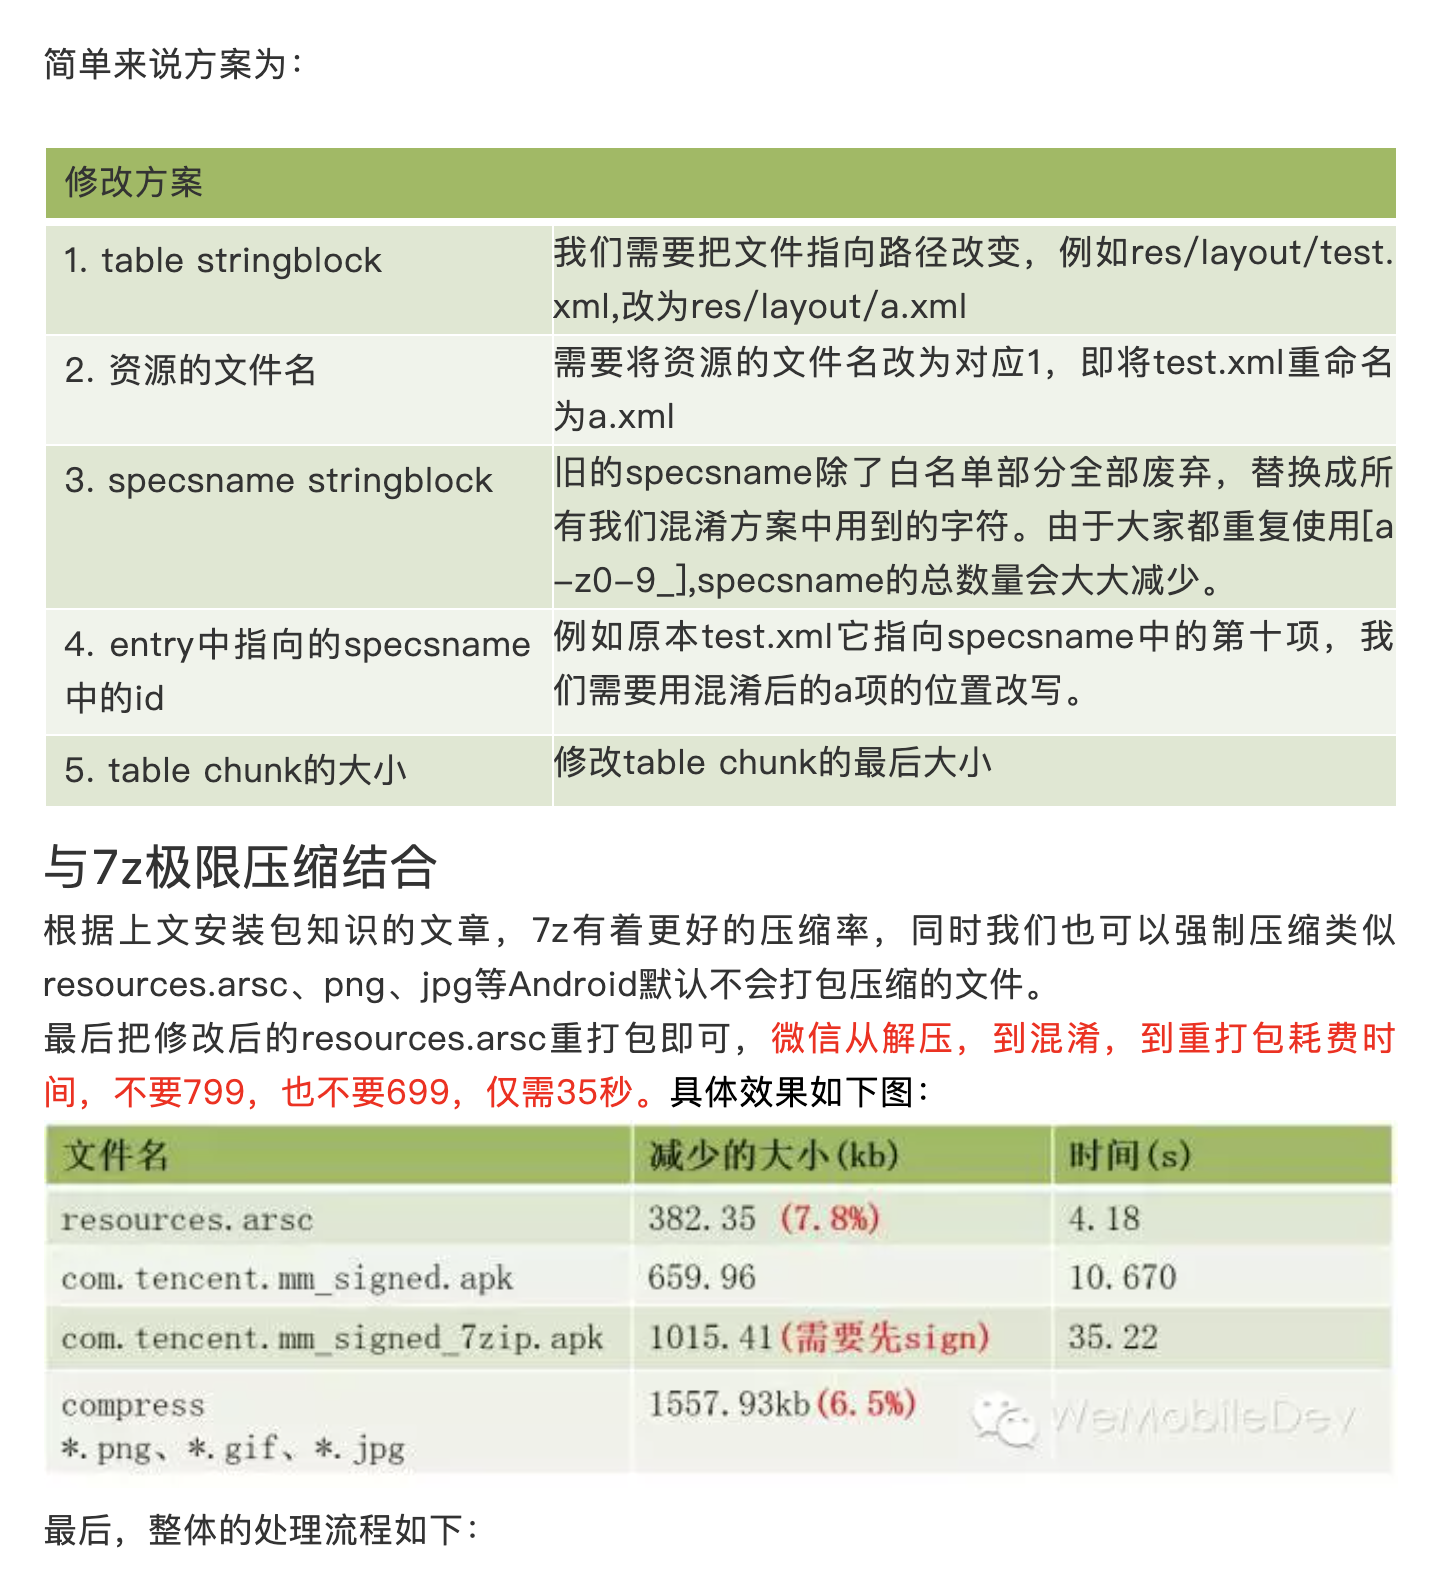 简单来说方案为：
修改方案
1. table stringblock
我们需要把文件指向路径改变，例如res/layout/test.
xml,改为res/layout/a.xml
2. 资源的文件名
需要将资源的文件名改为对应1，即将test.xml重命名
为a.xml
3. specsname stringblock
旧的specsname除了白名单部分全部废弃，替换成所
有我们混淆方案中用到的字符。由于大家都重复使用[a
-z0-9_],specsname的总数量会大大减少。
4. entry中指向的specsname
中的id
例如原本test.xml它指向specsname中的第十项，我
们需要用混淆后的a项的位置改写。
5. table chunk的大小
修改table chunk的最后大小
与7z极限压缩结合
根据上文安装包知识的文章，7z有着更好的压缩率，同时我们也可以强制压缩类似
resources.arsc、png、jpg等Android默认不会打包压缩的文件。
最后把修改后的resources.arsc重打包即可，微信从解压，到混淆，到重打包耗费时
间，不要799，也不要699，仅需35秒。具体效果如下图：
文件名 减少的大小(kb) 时间(s)
resources.arsc 382.35 (7.8%) 4.18
com.tencent.mm_signed.apk 659.96 10.670
com.tencent.mm_signed_7zip.apk 1015.41(需要先sign) 35.22
compress 1557.93kb(6.5%)
*.png、*.gif、*.jpg
WeMobileDev
最后，整体的处理流程如下：